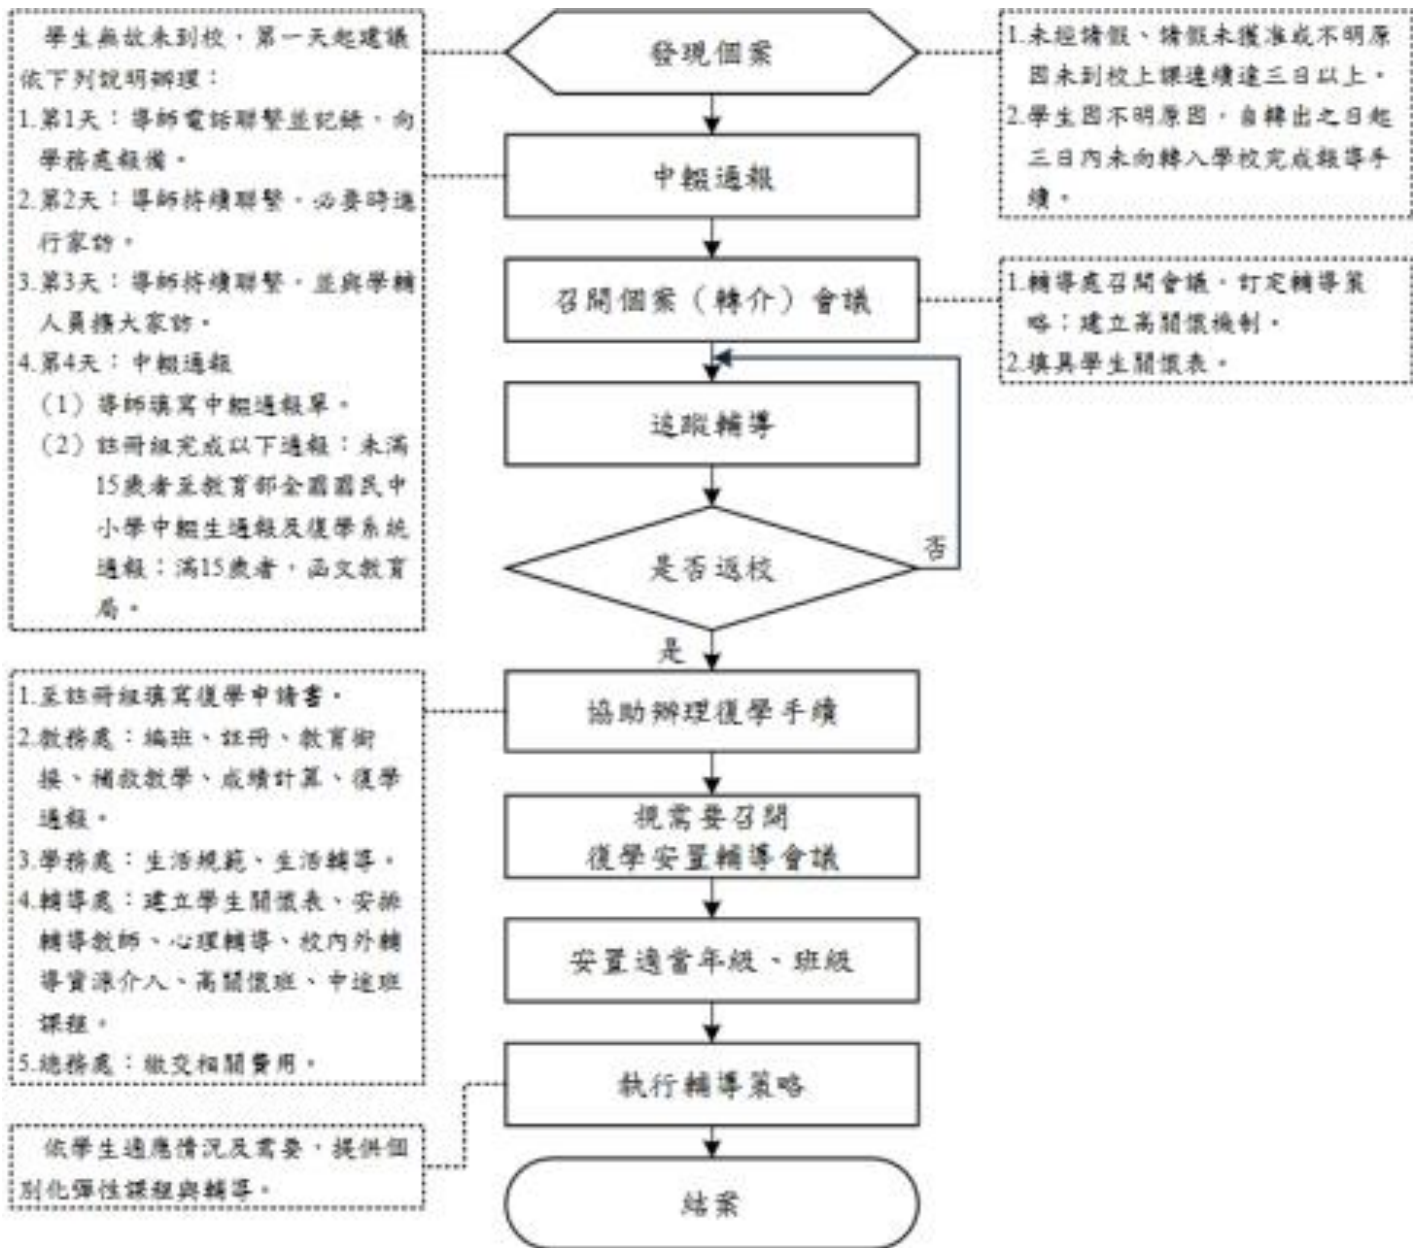 學生無故未到校，第一天起建議
依下列說明辦理：
1.第1天：導師電話聯繫並記錄，向
學務處報備。
2.第2天：導師持續聯繫，必要時進
行家訪。
3.第3天：導師持續聯繫，並與學輔
人員擴大家訪。
4.第4天：中輟通報
（1）導師填寫中輟通報單。
（2）註冊組完成以下通報：未滿
15歲者至教育部全國國民中
小學中輟生通報及復學系統
通報；滿15歲者，函文教育
局。
發現個案
1.未經請假、請假未獲准或不明原
因未到校上課連續達三日以上。
2.學生因不明原因，自轉出之日起
三日內未向轉入學校完成報導手
續。
中輟通報
召開個案（轉介）會議
1.輔導處召開會議，訂定輔導策
略；建立高關懷機制。
2.填具學生關懷表。
追蹤輔導
是否返校
否
是
1.至註冊組填寫復學申請書。
2.教務處：編班、註冊、教育銜
接、補救教學、成績計算、復學
通報。
3.學務處：生活規範、生活輔導。
4.輔導處：建立學生關懷表、安排
輔導教師、心理輔導、校內外輔
導資源介入、高關懷班、中途班
課程。
5.總務處：繳交相關費用。
協助辦理復學手續
視需要召開
復學安置輔導會議
安置適當年級、班級
執行輔導策略
依學生適應情況及需要，提供個
別化彈性課程與輔導。
結案